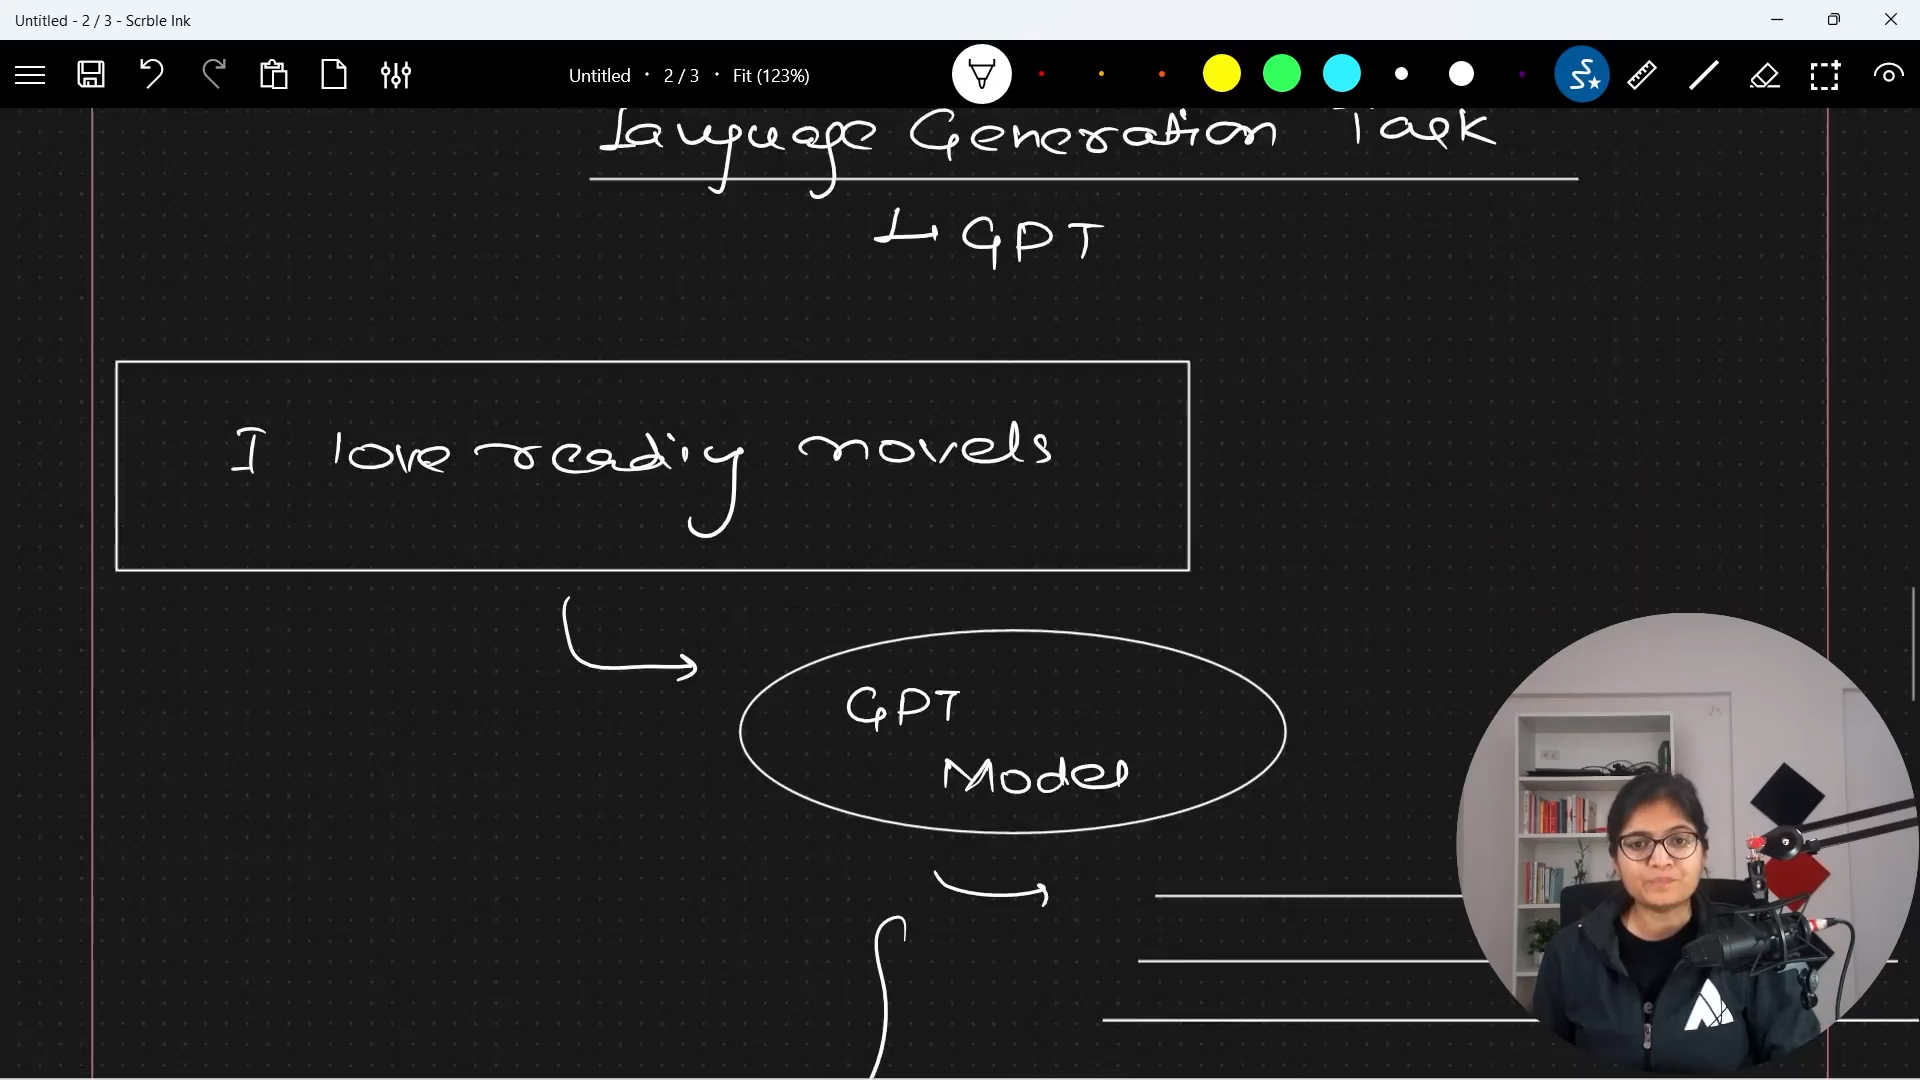 Untitled - 2 / 3 - Scrble Ink
Untitled • 2 / 3 • Fit (123%)
Language Generation Task
GPT
I love reading novels
GPT
Model